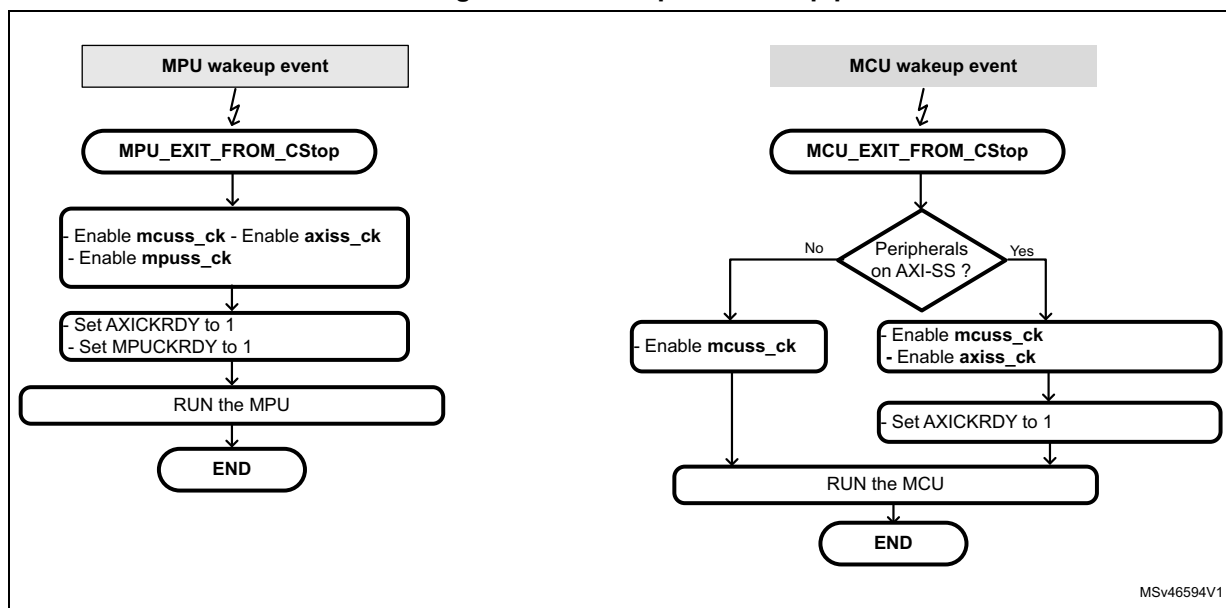 MPU wakeup event
MPU_EXIT_FROM_CStop
- Enable mcuss_ck - Enable axiss_ck
- Enable mpuss_ck
- Set AXICKRDY to 1
- Set MPUCKRDY to 1
RUN the MPU
END
MCU wakeup event
MCU_EXIT_FROM_CStop
Peripherals
on AXI-SS ?
No
Yes
- Enable mcuss_ck
- Enable mcuss_ck
- Enable axiss_ck
- Set AXICKRDY to 1
RUN the MCU
END
MSv46594V1